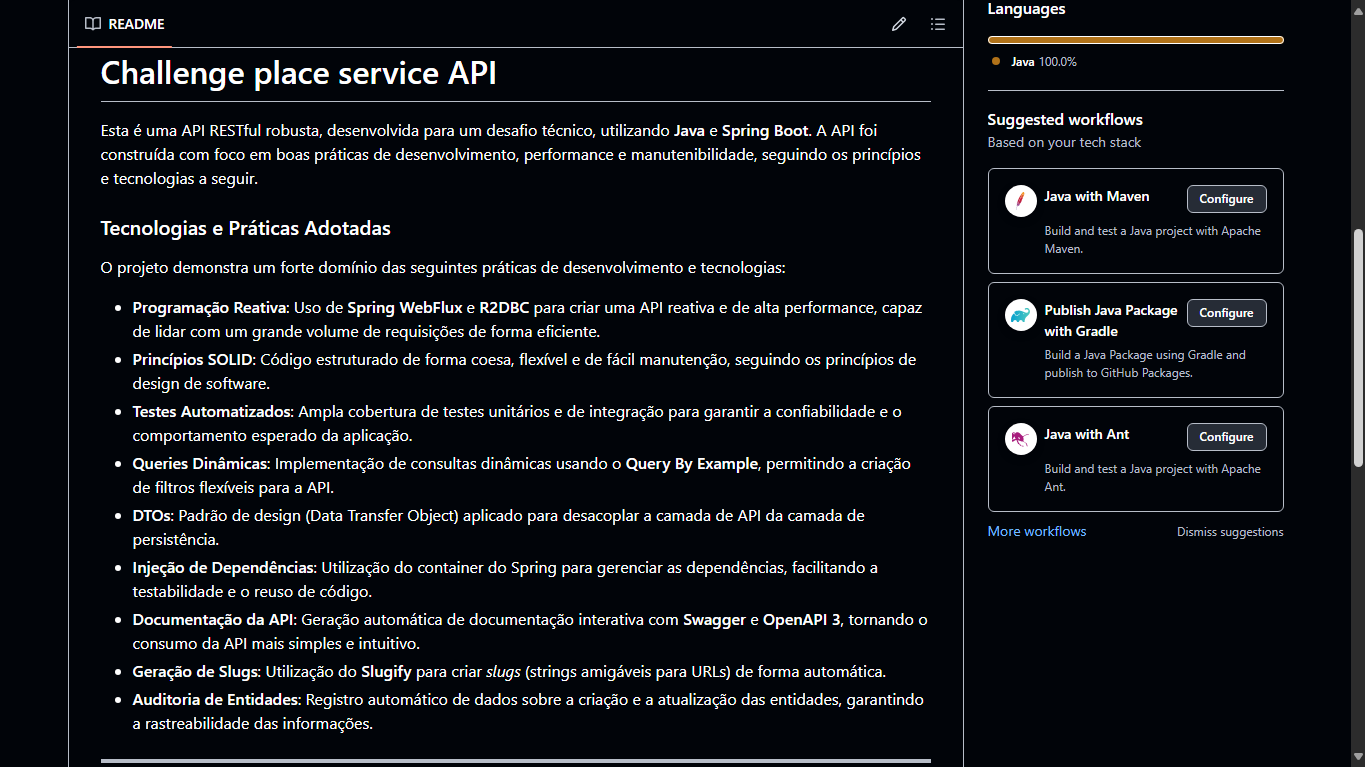 README
Challenge place service API
Esta é uma API RESTful robusta, desenvolvida para um desafio técnico, utilizando Java e Spring Boot. A API foi
construída com foco em boas práticas de desenvolvimento, performance e manutenibilidade, seguindo os princípios
e tecnologias a seguir.
Tecnologias e Práticas Adotadas
O projeto demonstra um forte domínio das seguintes práticas de desenvolvimento e tecnologias:
• Programação Reativa: Uso de Spring WebFlux e R2DBC para criar uma API reativa e de alta performance, capaz
de lidar com um grande volume de requisições de forma eficiente.
• Princípios SOLID: Código estruturado de forma coesa, flexível e de fácil manutenção, seguindo os princípios de
design de software.
• Testes Automatizados: Ampla cobertura de testes unitários e de integração para garantir a confiabilidade e o
comportamento esperado da aplicação.
• Queries Dinâmicas: Implementação de consultas dinâmicas usando o Query By Example, permitindo a criação
de filtros flexíveis para a API.
• DTOs: Padrão de design (Data Transfer Object) aplicado para desacoplar a camada de API da camada de
persistência.
• Injeção de Dependências: Utilização do container do Spring para gerenciar as dependências, facilitando a
testabilidade e o reuso de código.
• Documentação da API: Geração automática de documentação interativa com Swagger e OpenAPI 3, tornando o
consumo da API mais simples e intuitivo.
• Geração de Slugs: Utilização do Slugify para criar slugs (strings amigáveis para URLs) de forma automática.
• Auditoria de Entidades: Registro automático de dados sobre a criação e a atualização das entidades, garantindo
a rastreabilidade das informações.
Languages
Java 100.0%
Suggested workflows
Based on your tech stack
Java with Maven
Configure
Build and test a Java project with Apache
Maven.
Publish Java Package
with Gradle
Configure
Build a Java Package using Gradle and
publish to GitHub Packages.
Java with Ant
Configure
Build and test a Java project with Apache
Ant.
More workflows
Dismiss suggestions